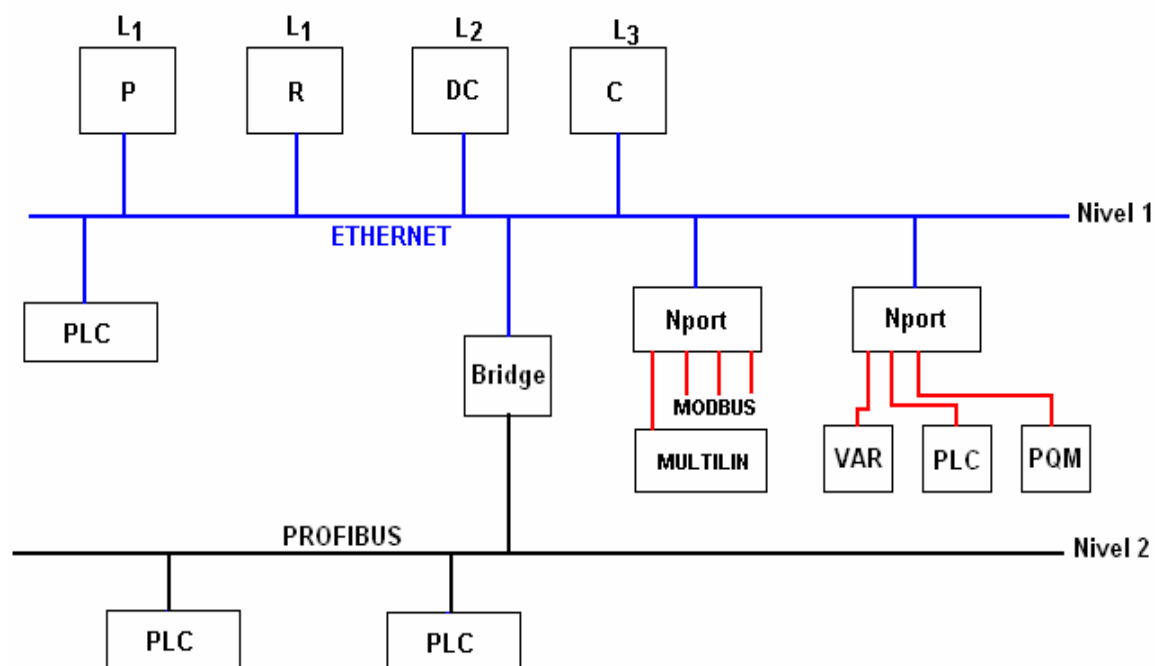 L1 L1 L2 L3
P R DC C
Nivel 1
ETHERNET
PLC Nport Nport
Bridge
MODBUS
MULTILIN VAR PLC PQM
PROFIBUS
Nivel 2
PLC PLC